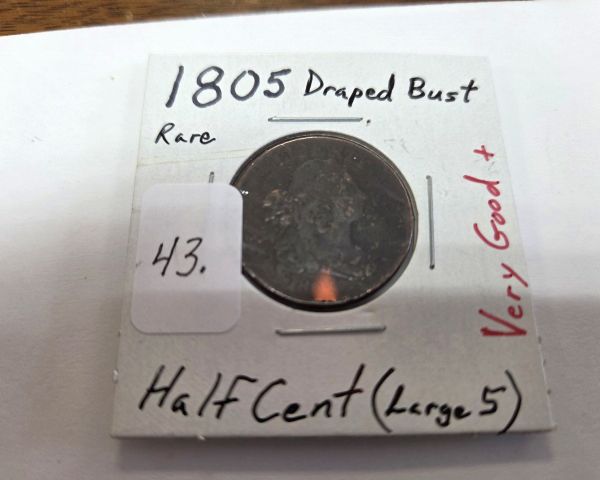 1805 Draped Bust
Rare
43.
Very Good +
Half Cent (Large 5)